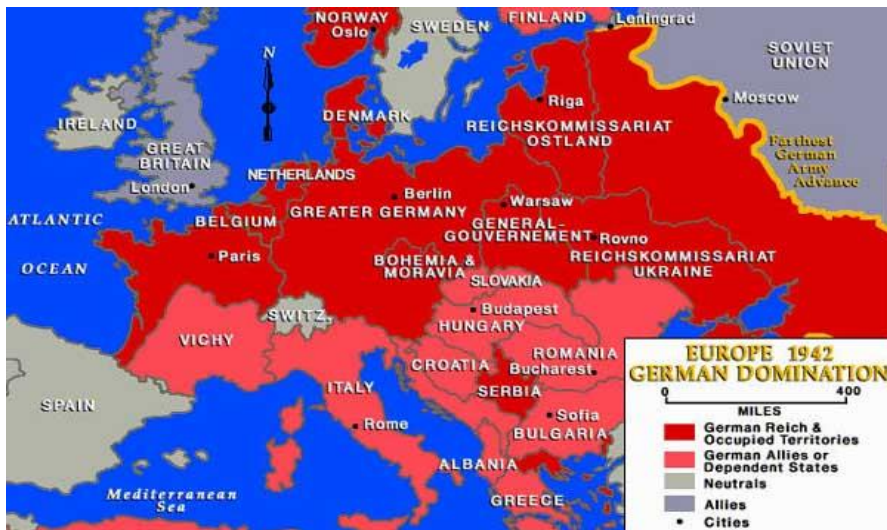 NORWAY
Oslo
SWEDEN
FINLAND
Leningrad
SOVIET
UNION
Moscow
N
IRELAND
GREAT
BRITAIN
London
DENMARK
Riga
REICHSKOMMISSARIAT
OSTLAND
Farthest
German
Army
Advance
NETHERLANDS
Berlin
GREATER GERMANY
Warsaw
ATLANTIC
OCEAN
BELGIUM
Paris
GENERAL-
GOUVERNEMENT
Rovno
REICHSKOMMISSARIAT
UKRAINE
BOHEMIA &
MORAVIA
SLOVAKIA
SWITZ.
Budapest
HUNGARY
VICHY
CROATIA
ROMANIA
Bucharest
SERBIA
ITALY
SPAIN
Rome
Sofia
BULGARIA
ALBANIA
GREECE
Mediterranean
Sea
EUROPE 1942
GERMAN DOMINATION
0 400
MILES
German Reich &
Occupied Territories
German Allies or
Dependent States
Neutrals
Allies
Cities